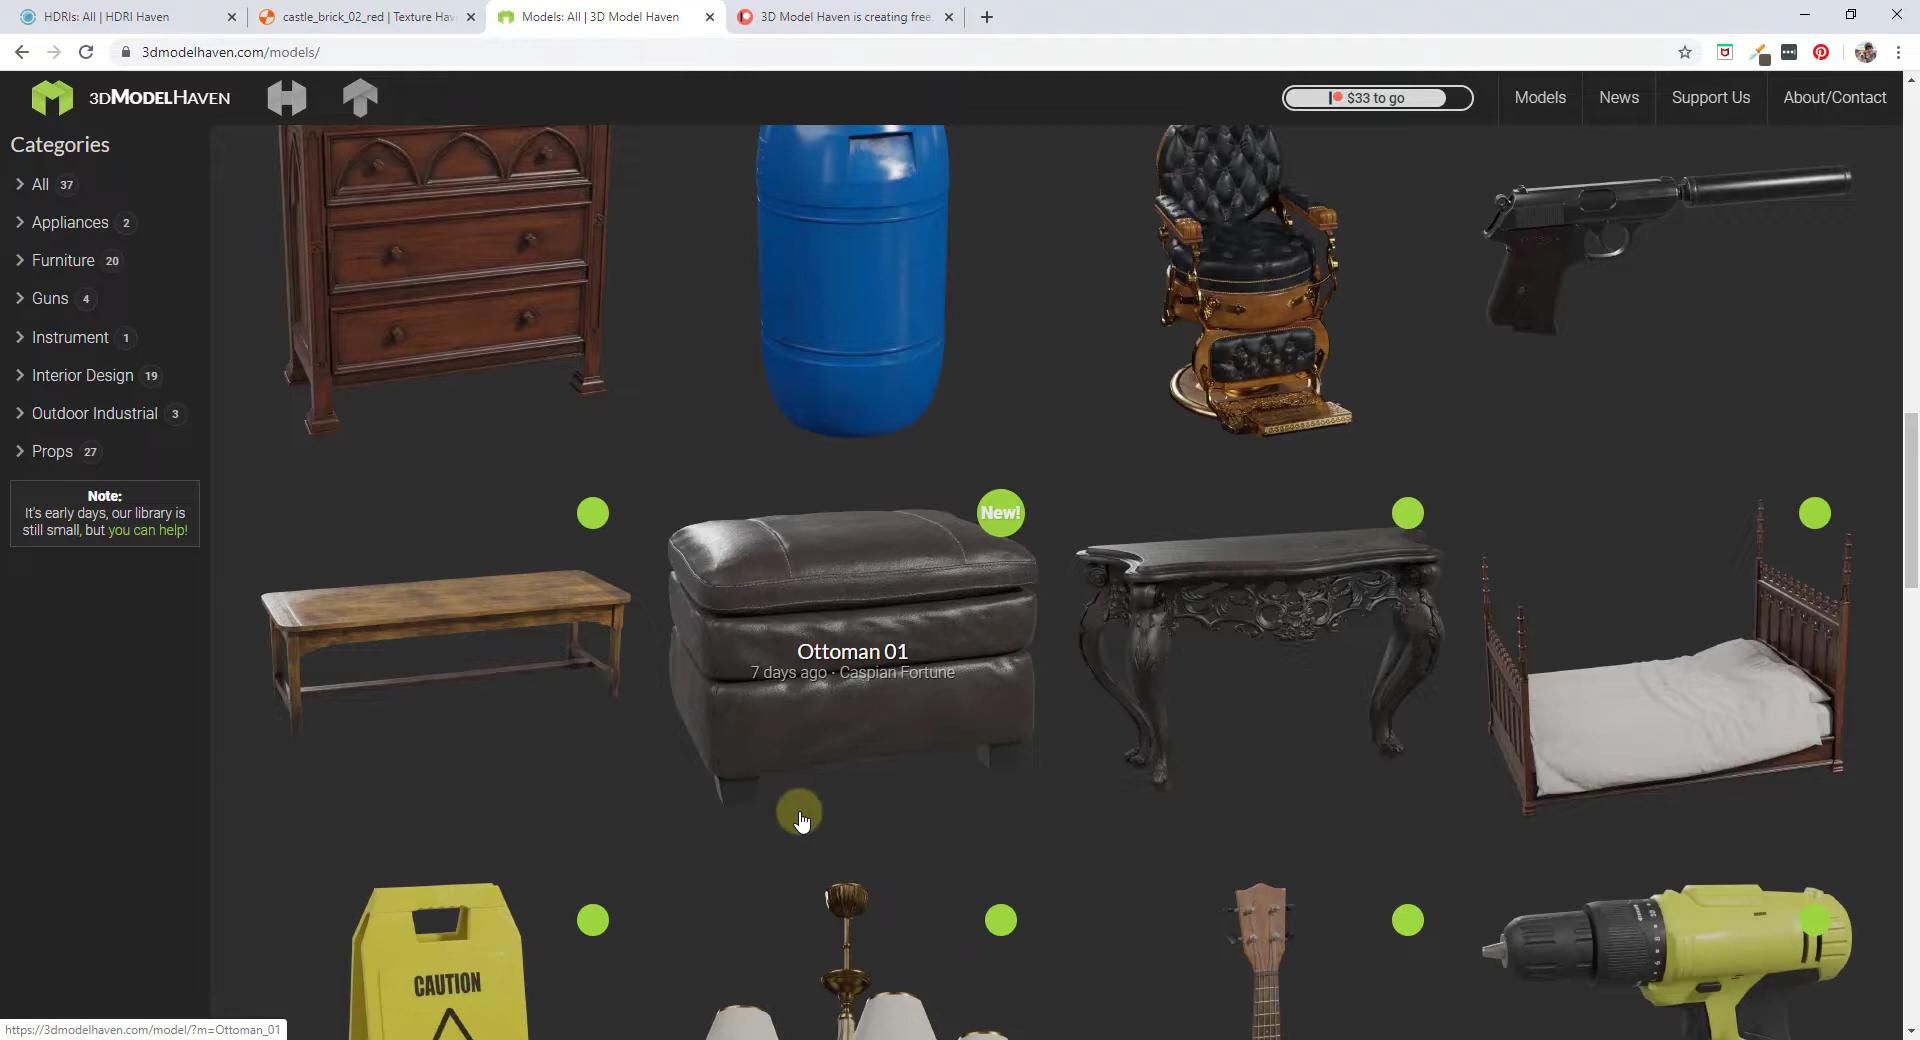 HDRIs: All | HDRI Haven
castle_brick_02_red | Texture Hav
Models: All | 3D Model Haven
3D Model Haven is creating free
3dmodelhaven.com/models/
3DMODELHAVEN
$33 to go
Models
News
Support Us
About/Contact
Categories
All 37
Appliances 2
Furniture 20
Guns 4
Instrument 1
Interior Design 19
Outdoor Industrial 3
Props 27
Note:
It's early days, our library is
still small, but you can help!
New!
Ottoman 01
7 days ago · Caspian Fortune
CAUTION
https://3dmodelhaven.com/model/?m=Ottoman_01